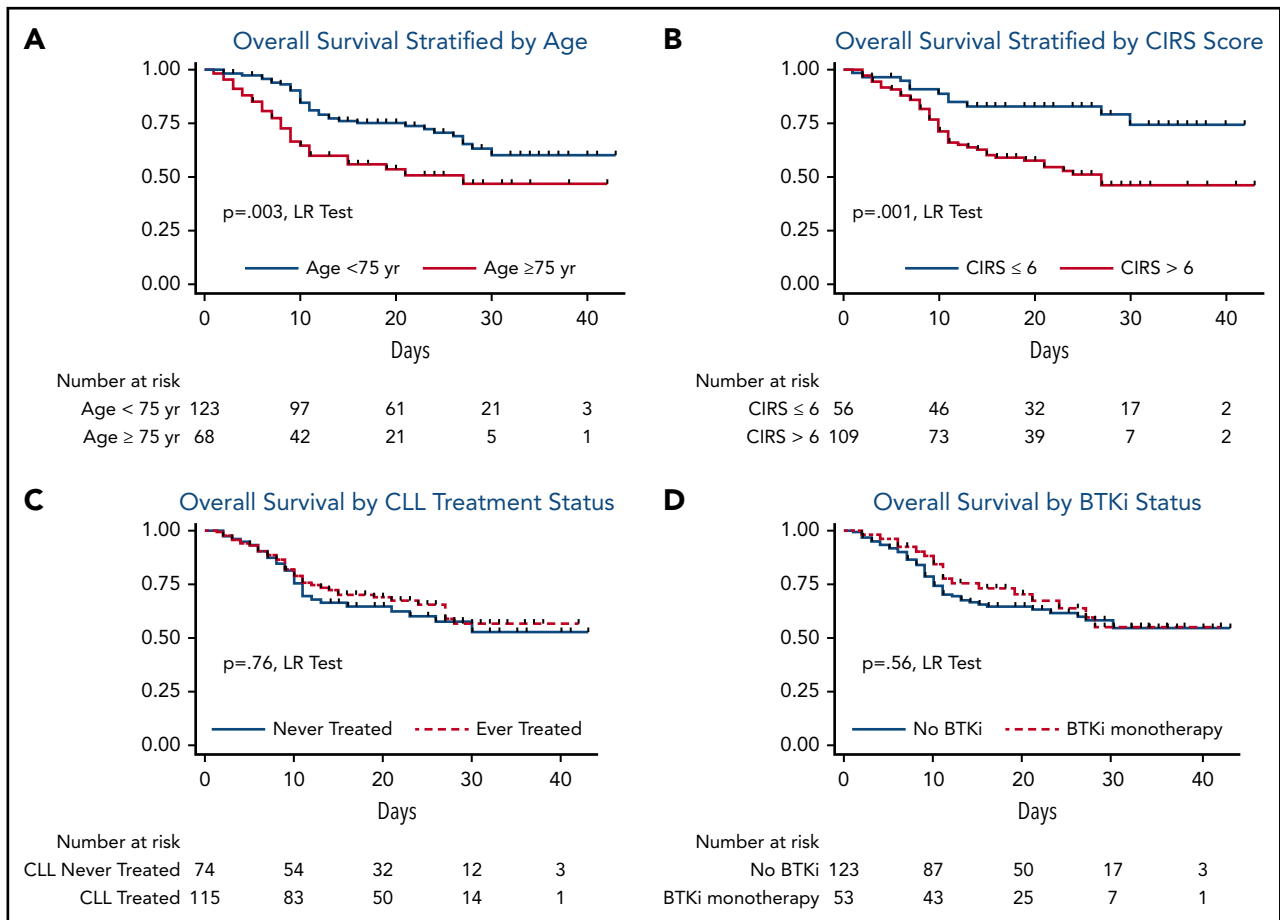 A
Overall Survival Stratified by Age
1.00
0.75
0.50
0.25
0.00
p=.003, LR Test
Age <75 yr Age ≥75 yr
0 10 20 30 40
Days
Number at risk
Age < 75 yr 123 97 61 21 3
Age ≥ 75 yr 68 42 21 5 1
B
Overall Survival Stratified by CIRS Score
1.00
0.75
0.50
0.25
0.00
p=.001, LR Test
CIRS ≤ 6 CIRS > 6
0 10 20 30 40
Days
Number at risk
CIRS ≤ 6 56 46 32 17 2
CIRS > 6 109 73 39 7 2
C
Overall Survival by CLL Treatment Status
1.00
0.75
0.50
0.25
0.00
p=.76, LR Test
Never Treated Ever Treated
0 10 20 30 40
Days
Number at risk
CLL Never Treated 74 54 32 12 3
CLL Treated 115 83 50 14 1
D
Overall Survival by BTKi Status
1.00
0.75
0.50
0.25
0.00
p=.56, LR Test
No BTKi BTKi monotherapy
0 10 20 30 40
Days
Number at risk
No BTKi 123 87 50 17 3
BTKi monotherapy 53 43 25 7 1